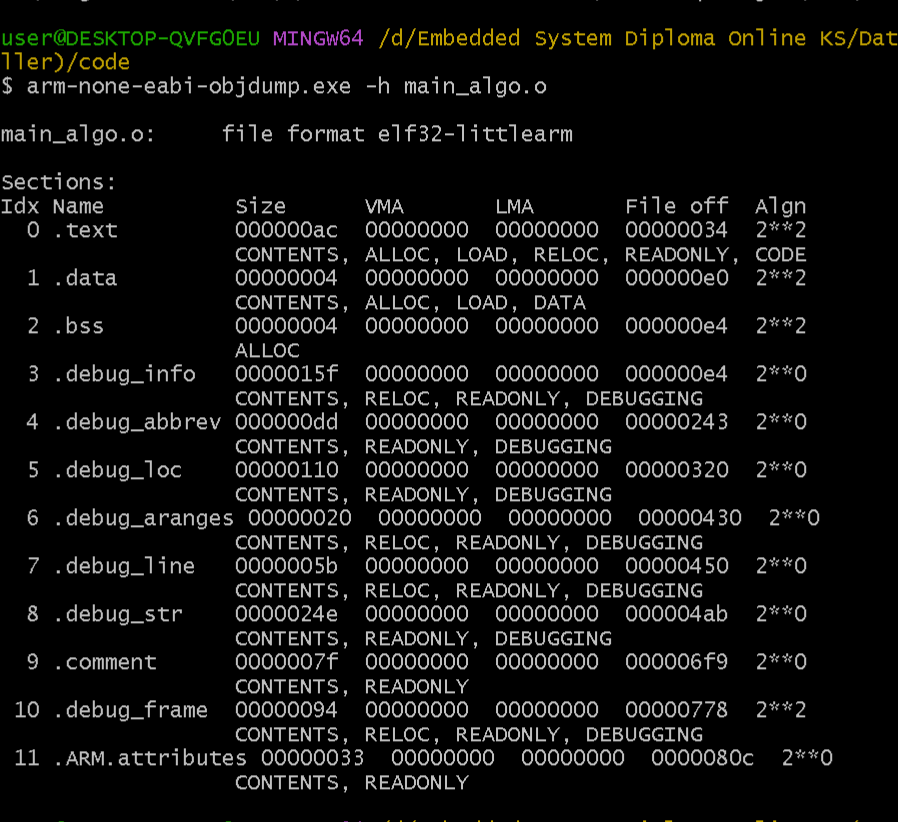 user@DESKTOP-QVFG0EU MINGW64 /d/Embedded System Diploma Online KS/Dat
ller)/code
$ arm-none-eabi-objdump.exe -h main_algo.o
main_algo.o:     file format elf32-littlearm
Sections:
Idx Name          Size      VMA       LMA       File off  Algn
  0 .text         000000ac  00000000  00000000  00000034  2**2
                  CONTENTS, ALLOC, LOAD, RELOC, READONLY, CODE
  1 .data         00000004  00000000  00000000  000000e0  2**2
                  CONTENTS, ALLOC, LOAD, DATA
  2 .bss          00000004  00000000  00000000  000000e4  2**2
                  ALLOC
  3 .debug_info   0000015f  00000000  00000000  000000e4  2**0
                  CONTENTS, RELOC, READONLY, DEBUGGING
  4 .debug_abbrev 000000dd  00000000  00000000  00000243  2**0
                  CONTENTS, READONLY, DEBUGGING
  5 .debug_loc    00000110  00000000  00000000  00000320  2**0
                  CONTENTS, READONLY, DEBUGGING
  6 .debug_aranges 00000020  00000000  00000000  00000430  2**0
                  CONTENTS, RELOC, READONLY, DEBUGGING
  7 .debug_line   0000005b  00000000  00000000  00000450  2**0
                  CONTENTS, RELOC, READONLY, DEBUGGING
  8 .debug_str    0000024e  00000000  00000000  000004ab  2**0
                  CONTENTS, READONLY, DEBUGGING
  9 .comment      0000007f  00000000  00000000  000006f9  2**0
                  CONTENTS, READONLY
 10 .debug_frame  00000094  00000000  00000000  00000778  2**2
                  CONTENTS, RELOC, READONLY, DEBUGGING
 11 .ARM.attributes 00000033  00000000  00000000  0000080c  2**0
                  CONTENTS, READONLY